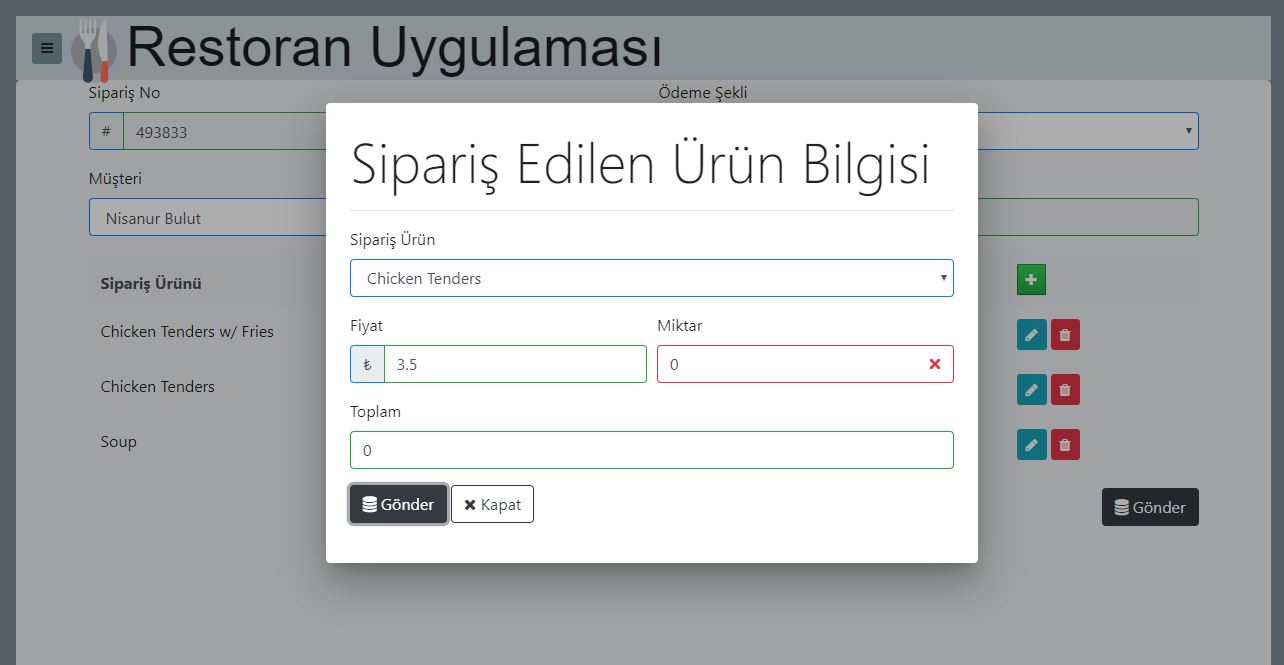 Restoran Uygulaması
Sipariş No
Ödeme Şekli
# 493833
Müşteri
Nisanur Bulut
Sipariş Ürünü
Chicken Tenders w/ Fries
Chicken Tenders
Soup
Gönder
Sipariş Edilen Ürün Bilgisi
Sipariş Ürün
Chicken Tenders
Fiyat
Miktar
₺ 3.5
0
Toplam
0
Gönder
Kapat